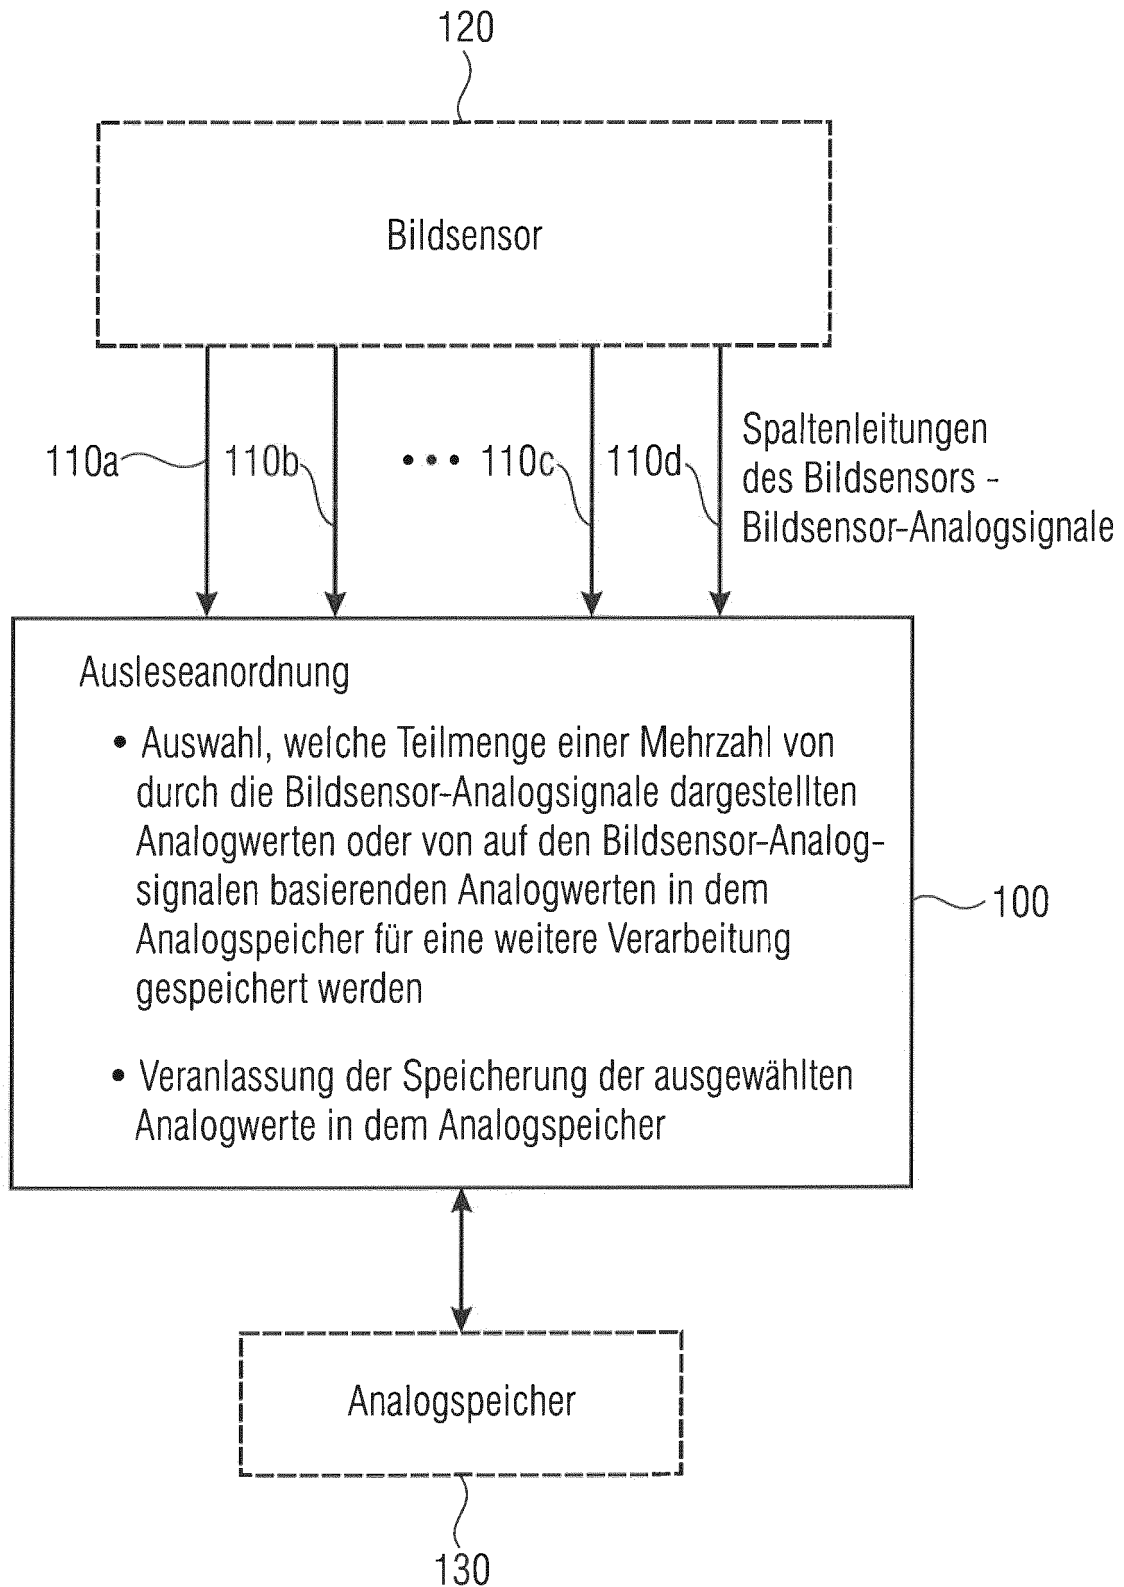 120
Bildsensor
110a
110b
110c
110d
Spaltenleitungen
des Bildsensors -
Bildsensor-Analogsignale
Ausleseanordnung
• Auswahl, welche Teilmenge einer Mehrzahl von
durch die Bildsensor-Analogsignale dargestellten
Analogwerten oder von auf den Bildsensor-Analog-
signalen basierenden Analogwerten in dem
Analogspeicher für eine weitere Verarbeitung
gespeichert werden
100
• Veranlassung der Speicherung der ausgewählten
Analogwerte in dem Analogspeicher
Analogspeicher
130